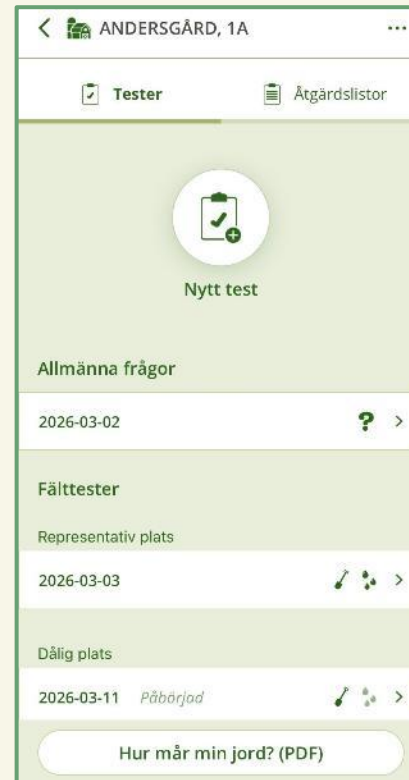 ANDERSGÅRD, 1A
Tester
Åtgärdslistor
Nytt test
Allmänna frågor
2026-03-02
Fälttester
Representativ plats
2026-03-03
Dålig plats
2026-03-11 Påbörjad
Hur mår min jord? (PDF)